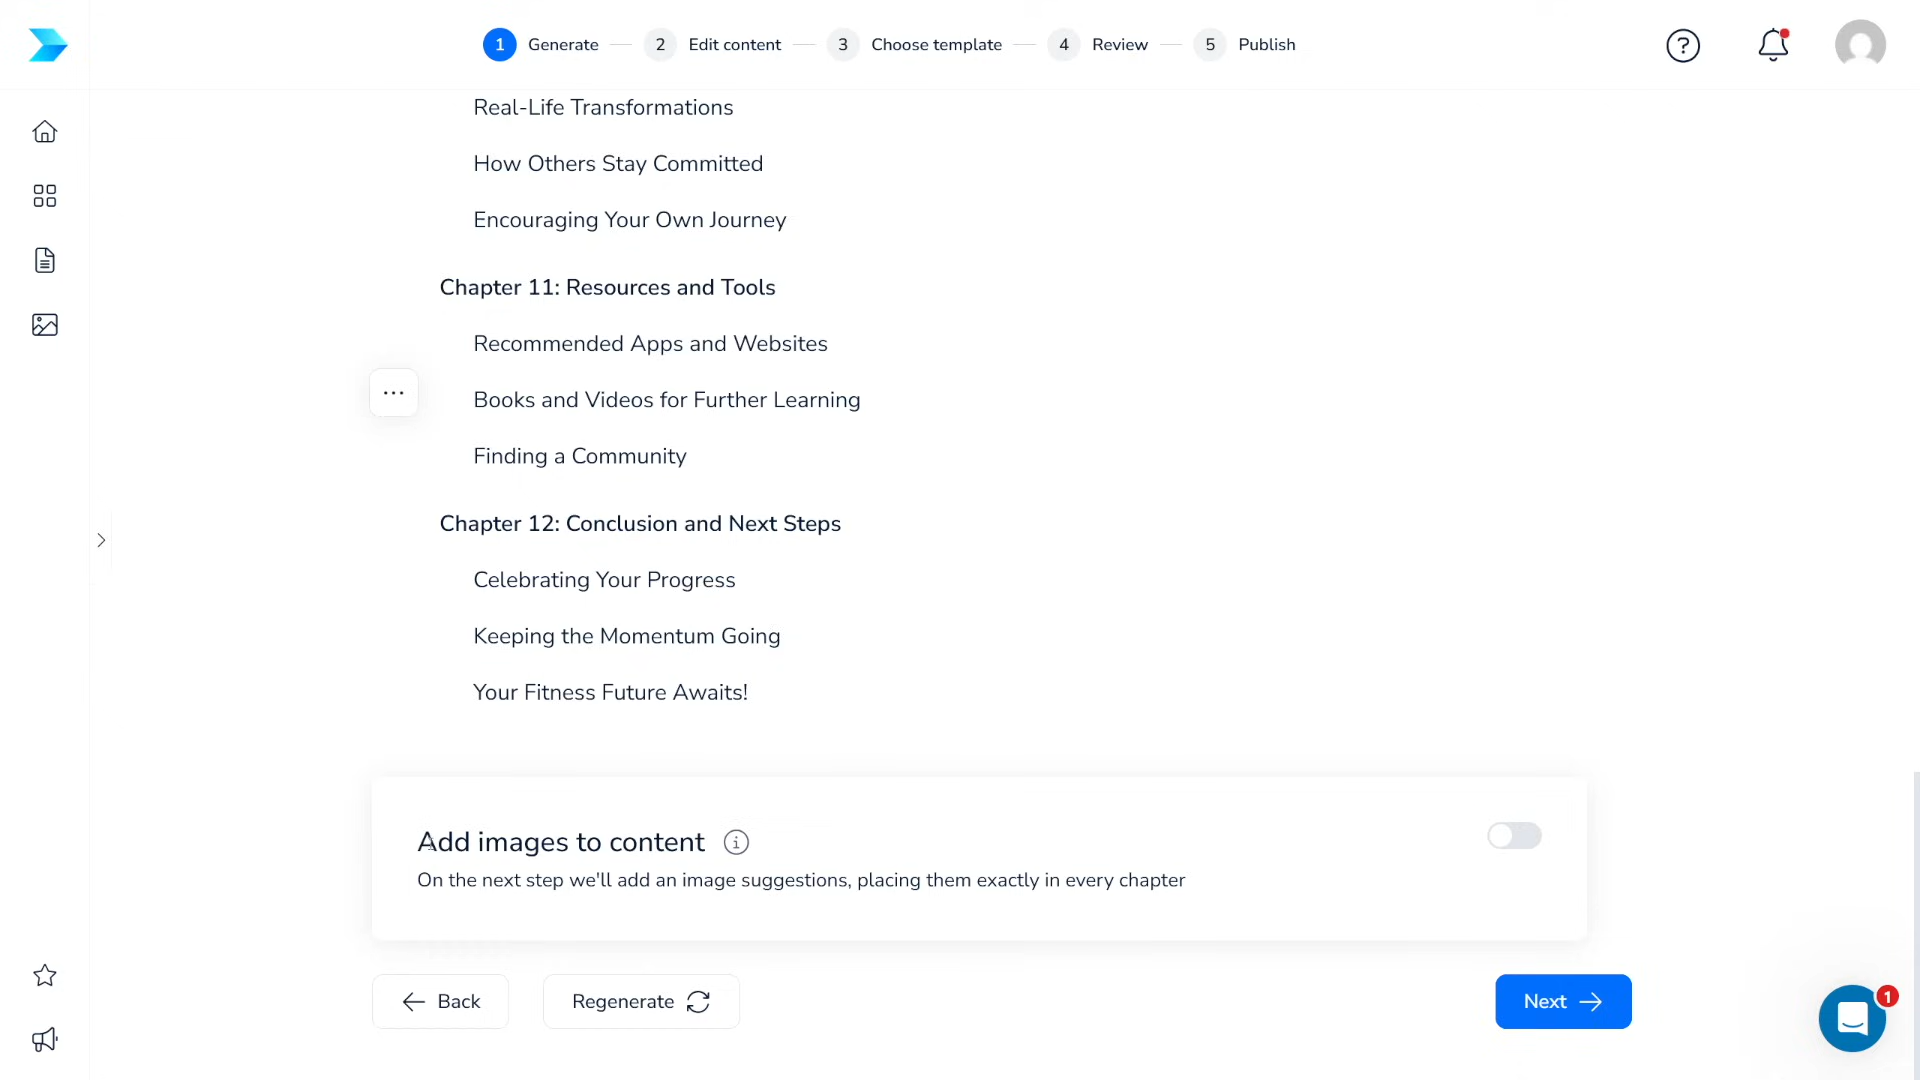 1 Generate 2 Edit content 3 Choose template 4 Review 5 Publish
Real-Life Transformations
How Others Stay Committed
Encouraging Your Own Journey
Chapter 11: Resources and Tools
Recommended Apps and Websites
Books and Videos for Further Learning
Finding a Community
Chapter 12: Conclusion and Next Steps
Celebrating Your Progress
Keeping the Momentum Going
Your Fitness Future Awaits!
Add images to content
On the next step we'll add an image suggestions, placing them exactly in every chapter
Back Regenerate Next
1